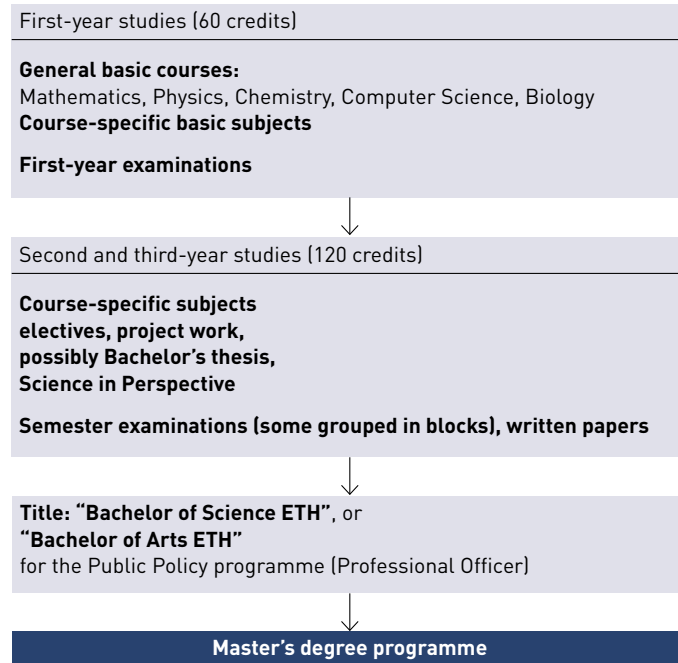 First-year studies (60 credits)
General basic courses:
Mathematics, Physics, Chemistry, Computer Science, Biology
Course-specific basic subjects
First-year examinations
Second and third-year studies (120 credits)
Course-specific subjects
electives, project work,
possibly Bachelor’s thesis,
Science in Perspective
Semester examinations (some grouped in blocks), written papers
Title: “Bachelor of Science ETH”, or
“Bachelor of Arts ETH”
for the Public Policy programme (Professional Officer)
Master’s degree programme